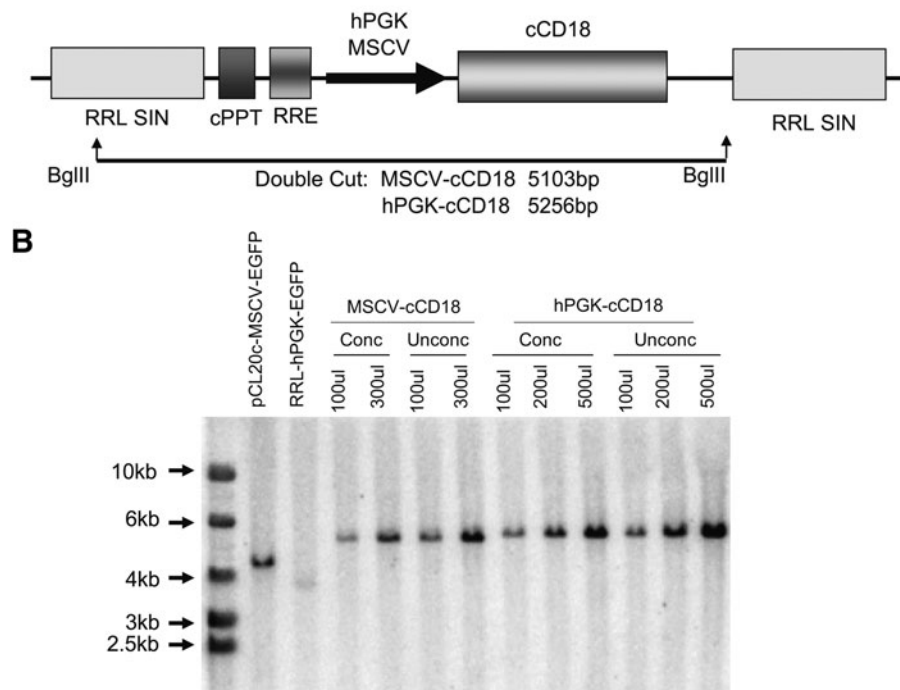 hPGK
MSCV
cCD18
RRL SIN
cPPT
RRE
RRL SIN
BglII
BglII
Double Cut: MSCV-cCD18 5103bp
hPGK-cCD18 5256bp
B
pCL20c-MSCV-EGFP
RRL-hPGK-EGFP
MSCV-cCD18
hPGK-cCD18
Conc
Unconc
Conc
Unconc
100ul
300ul
100ul
300ul
100ul
200ul
500ul
100ul
200ul
500ul
10kb
6kb
4kb
3kb
2.5kb